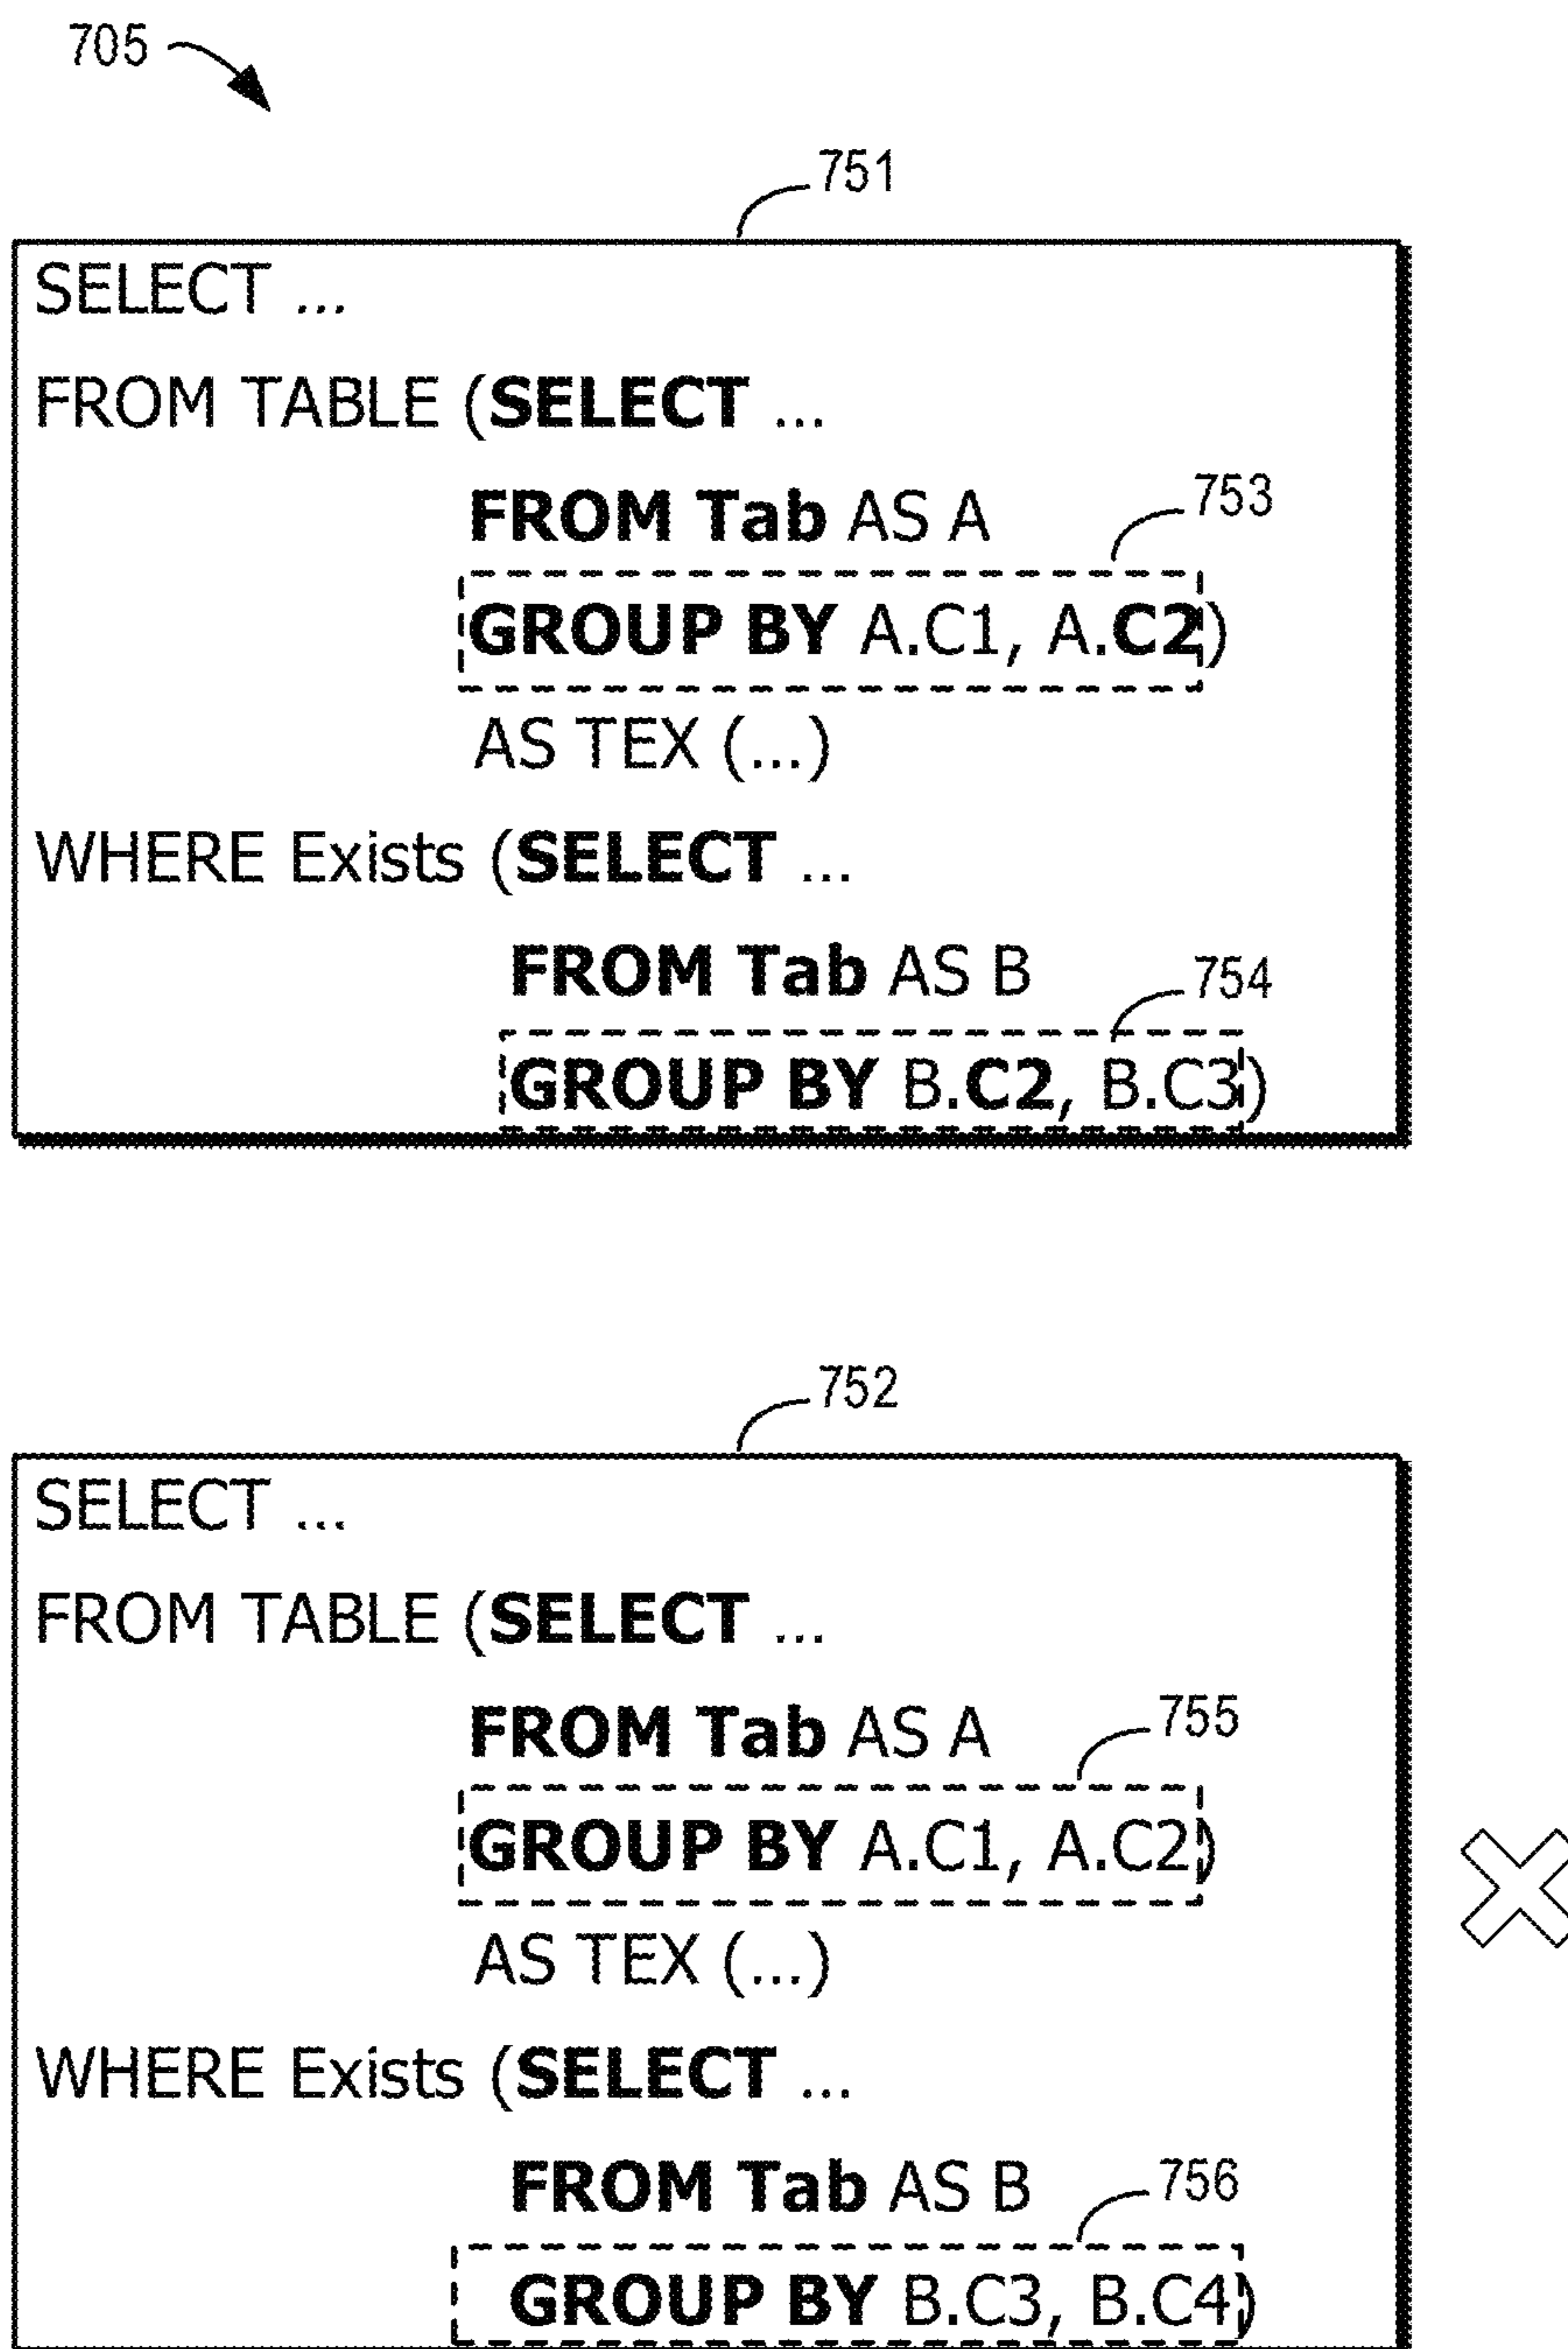 705
751
SELECT ...
FROM TABLE (SELECT ...
FROM Tab AS A
753
GROUP BY A.C1, A.C2)
AS TEX (...)
WHERE Exists (SELECT ...
FROM Tab AS B
754
GROUP BY B.C2, B.C3)
752
SELECT ...
FROM TABLE (SELECT ...
FROM Tab AS A
755
GROUP BY A.C1, A.C2)
AS TEX (...)
WHERE Exists (SELECT ...
FROM Tab AS B
756
GROUP BY B.C3, B.C4)